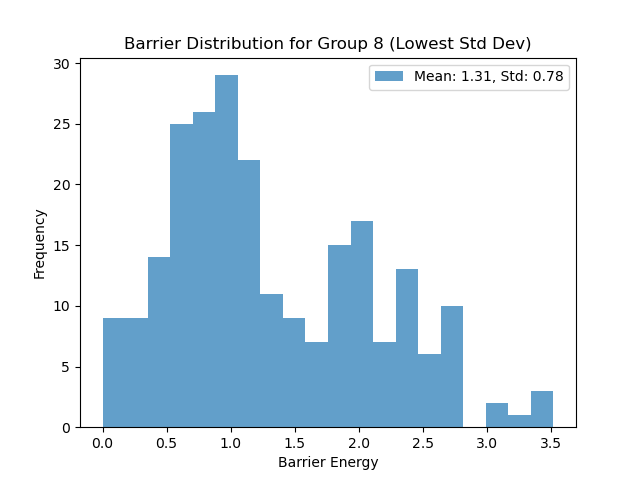 Barrier Distribution for Group 8 (Lowest Std Dev)
Mean: 1.31, Std: 0.78
Frequency
30
25
20
15
10
5
0
0.0 0.5 1.0 1.5 2.0 2.5 3.0 3.5
Barrier Energy